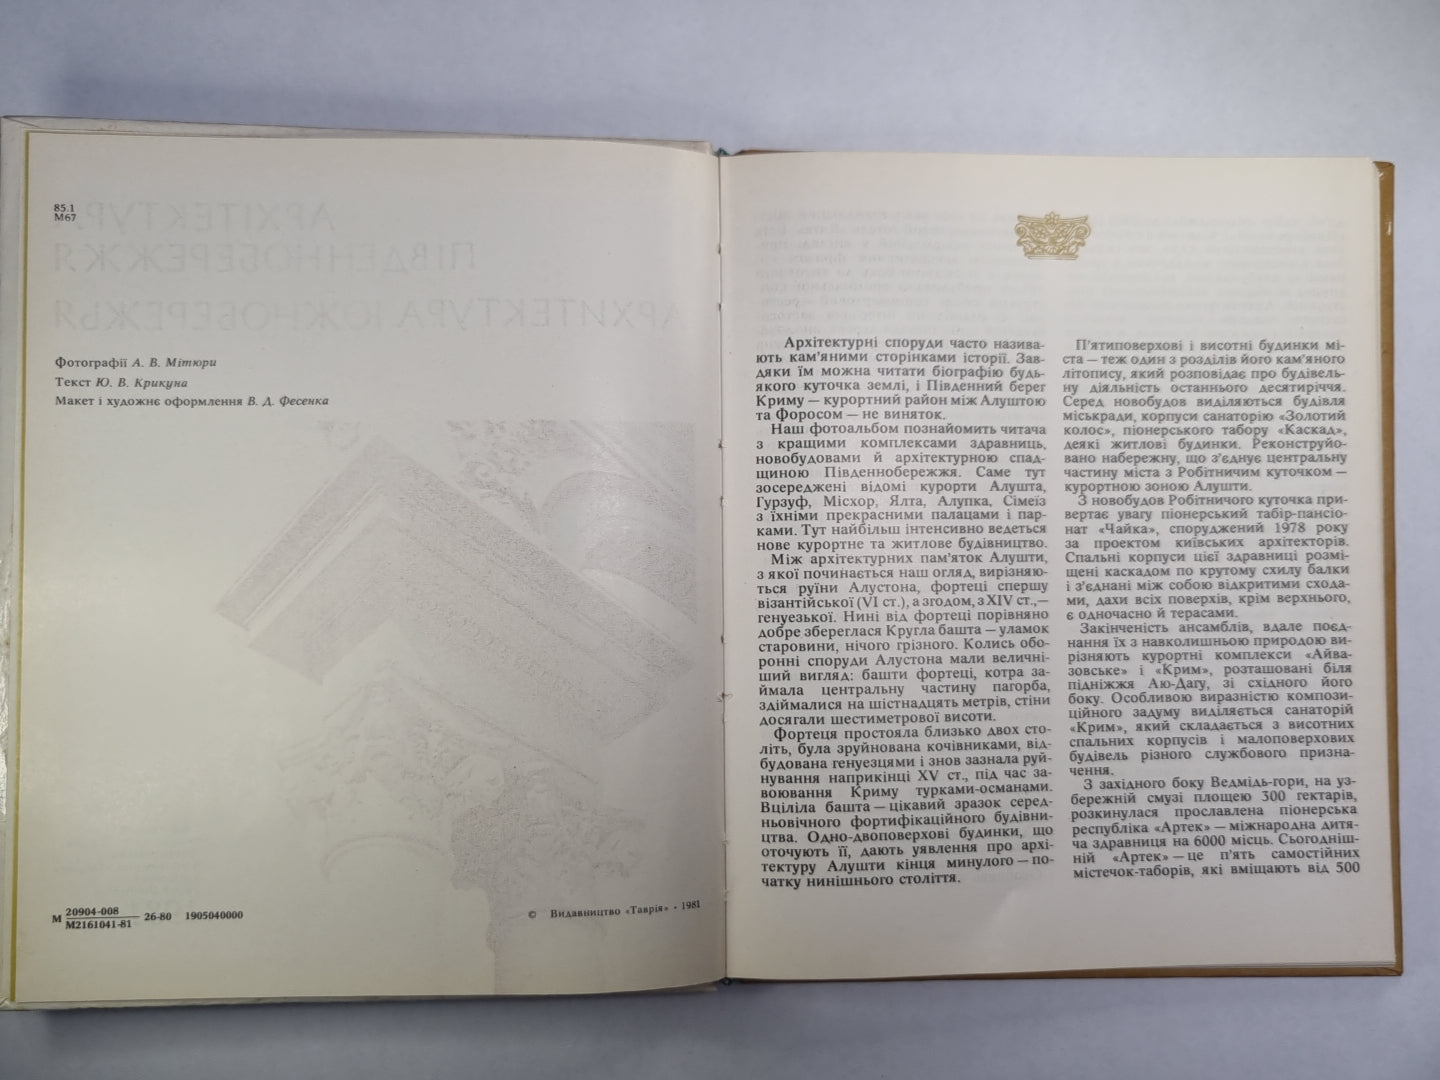 85.1
М67
АРХІТЕКТУРА
ПІВДЕННОБЕРЕЖЖЯ
АРХИТЕКТУРА ЮЖНОБЕРЕЖЬЯ
Фотографії А. В. Мітюри
Текст Ю. В. Крикуна
Макет і художнє оформлення В. Д. Фесенка
М 20904-008
М2161041-81 26-80 1905040000
© Видавництво «Таврія» · 1981
Архітектурні споруди часто назива-
ють кам’яними сторінками історії. Зав-
дяки їм можна читати біографію будь-
якого куточка землі, і Південний берег
Криму — курортний район між Алуштою
та Форосом — не виняток.
Наш фотоальбом познайомить читача
з кращими комплексами здравниць,
новобудовами й архітектурною спад-
щиною Південнобережжя. Саме тут
зосереджені відомі курорти Алушта,
Гурзуф, Місхор, Ялта, Алупка, Сімеїз
з їхніми прекрасними палацами і пар-
ками. Тут найбільш інтенсивно ведеться
нове курортне та житлове будівництво.
Між архітектурних пам’яток Алушти,
з якої починається наш огляд, вирізняю-
ться руїни Алустона, фортеці спершу
візантійської (VI ст.), а згодом, з XIV ст.,—
генуезької. Нині від фортеці порівняно
добре збереглася Кругла башта — уламок
старовини, нічого грізного. Колись обо-
ронні споруди Алустона мали величні-
ший вигляд: башти фортеці, котра за-
ймала центральну частину пагорба,
здіймалися на шістнадцять метрів, стіни
досягали шестиметрової висоти.
Фортеця простояла близько двох сто-
літь, була зруйнована кочівниками, від-
будована генуезцями і знов зазнала руй-
нування наприкінці XV ст., під час за-
воювання Криму турками-османами.
Вціліла башта — цікавий зразок серед-
ньовічного фортифікаційного будівни-
цтва. Одно-двоповерхові будинки, що
оточують її, дають уявлення про архі-
тектуру Алушти кінця минулого — по-
чатку нинішнього століття.
П’ятиповерхові і висотні будинки мі-
ста — теж один з розділів його кам’яного
літопису, який розповідає про будівель-
ну діяльність останнього десятиріччя.
Серед новобудов виділяються будівля
міськради, корпуси санаторію «Золотий
колос», піонерського табору «Каскад»,
деякі житлові будинки. Реконструйо-
вано набережну, що з’єднує центральну
частину міста з Робітничим куточком —
курортною зоною Алушти.
З новобудов Робітничого куточка при-
вертає увагу піонерський табір-пансіо-
нат «Чайка», споруджений 1978 року
за проектом київських архітекторів.
Спальні корпуси цієї здравниці розмі-
щені каскадом по крутому схилу балки
і з’єднані між собою відкритими схода-
ми, дахи всіх поверхів, крім верхнього,
є одночасно й терасами.
Закінченість ансамблів, вдале поєд-
нання їх з навколишньою природою ви-
різняють курортні комплекси «Айва-
зовське» і «Крим», розташовані біля
підніжжя Аю-Дагу, зі східного його
боку. Особливою виразністю компози-
ційного задуму виділяється санаторій
«Крим», який складається з висотних
спальних корпусів і малоповерхових
будівель різного службового призна-
чення.
З західного боку Ведмідь-гори, на уз-
бережній смузі площею 300 гектарів,
розкинулася прославлена піонерська
республіка «Артек» — міжнародна дитя-
ча здравниця на 6000 місць. Сьогодніш-
ній «Артек» — це п’ять самостійних
містечок-таборів, які вміщають від 500